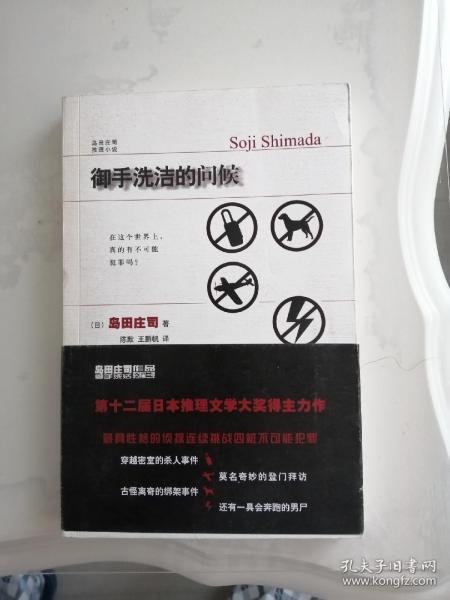 岛田庄司
推理小说
Soji Shimada
御手洗洁的问候
在这个世界上，
真的有不可能
犯罪吗？
（日）岛田庄司 著
陈默 王鹏帆 译
岛田庄司作品
第十二届日本推理文学大奖得主力作
最具性格的侦探连续挑战四桩不可能犯罪
穿越密室的杀人事件
莫名奇妙的登门拜访
古怪离奇的绑架事件
还有一具会奔跑的男尸
孔夫子旧书网
www.kongfz.com